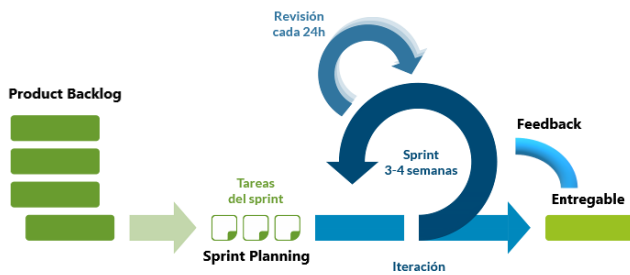 Revisión
cada 24h
Product Backlog
Feedback
Sprint
3-4 semanas
Tareas
del sprint
Entregable
Sprint Planning
Iteración